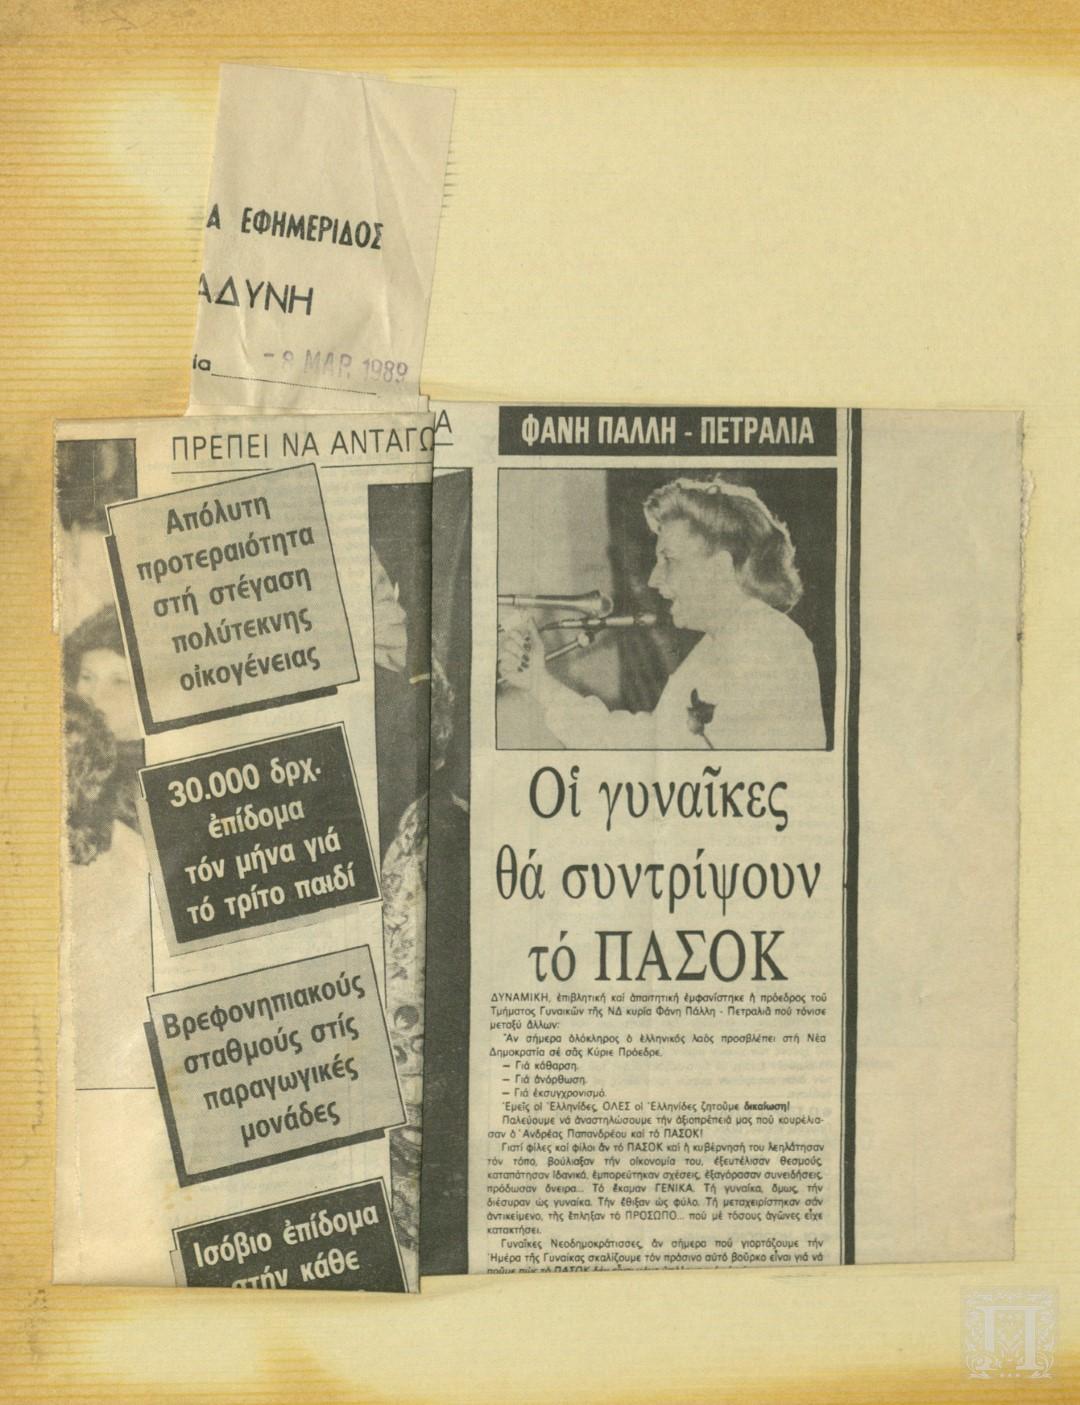 Α ΕΦΗΜΕΡΙΔΟΣ
ΑΔΥΝΗ
ία
- 8 ΜΑΡ. 1989
ΠΡΕΠΕΙ ΝΑ ΑΝΤΑΓΩ
Α
Απόλυτη
προτεραιότητα
στή στέγαση
πολύτεκνης
οἰκογένειας
30.000 δρχ.
ἐπίδομα
τόν μήνα γιά
τό τρίτο παιδί
Βρεφονηπιακούς
σταθμούς στίς
παραγωγικές
μονάδες
Ισόβιο ἐπίδομα
στήν κάθε
ΦΑΝΗ ΠΑΛΛΗ - ΠΕΤΡΑΛΙΑ
Οἱ γυναῖκες
θά συντρίψουν
τό ΠΑΣΟΚ
ΔΥΝΑΜΙΚΗ, ἐπιβλητική καί ἀπαιτητική ἐμφανίστηκε ἡ πρόεδρος τοῦ
Τμήματος Γυναικῶν τῆς ΝΔ κυρία Φάνη Πάλλη - Πετραλιᾶ πού τόνισε
μεταξύ ἄλλων:
"Ἄν σήμερα ὁλόκληρος ὁ ἑλληνικός λαός προσβλέπει στή Νέα
Δημοκρατία σέ σᾶς Κύριε Πρόεδρε.
— Γιά κάθαρση.
— Γιά ἀνόρθωση.
— Γιά ἐκσυγχρονισμό.
Ἐμεῖς οἱ Ἑλληνίδες, ΟΛΕΣ οἱ Ἑλληνίδες ζητοῦμε δικαίωση!
Παλεύουμε νά ἀναστηλώσουμε τήν ἀξιοπρέπειά μας πού κουρέλια-
σαν ὁ Ἀνδρέας Παπανδρέου καί τό ΠΑΣΟΚ!
Γιατί φίλες καί φίλοι ἄν τό ΠΑΣΟΚ καί ἡ κυβέρνησή του λεηλάτησαν
τόν τόπο, βούλιαξαν τήν οἰκονομία του, ἐξευτέλισαν θεσμούς,
καταπάτησαν ἰδανικά, ἐμπορεύτηκαν σχέσεις, ἐξαγόρασαν συνειδήσεις,
πρόδωσαν ὄνειρα... Τό ἔκαμαν ΓΕΝΙΚΑ. Τή γυναίκα, ὅμως, τήν
διέσυραν ὡς γυναίκα. Τήν ἔθιξαν ὡς φύλο. Τή μεταχειρίστηκαν σάν
ἀντικείμενο, τῆς ἔπληξαν τό ΠΡΟΣΩΠΟ... πού μέ τόσους ἀγῶνες εἶχε
κατακτήσει.
Γυναῖκες Νεοδημοκράτισσες, ἄν σήμερα πού γιορτάζουμε τήν
Ἡμέρα τῆς Γυναίκας σκαλίζουμε τόν πράσινο αὐτό βοῦρκο εἶναι γιά νά
ποῦμε πώς τό ΠΑΣΟΚ
Π